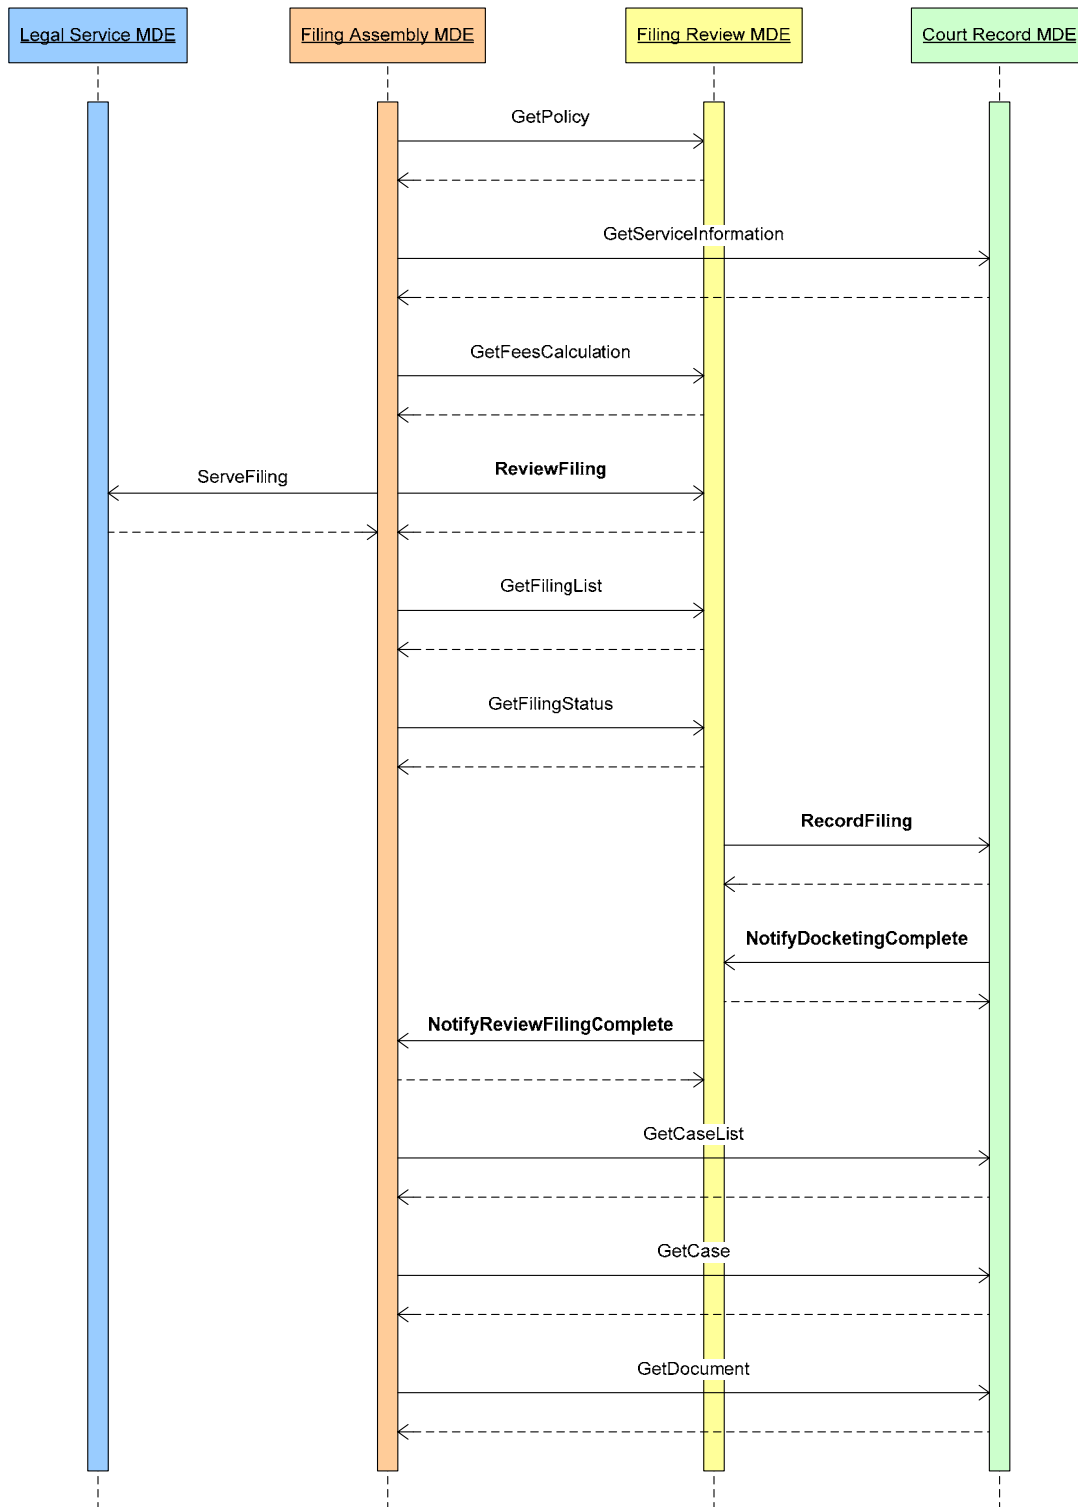 Legal Service MDE
Filing Assembly MDE
Filing Review MDE
Court Record MDE
GetPolicy
GetServiceInformation
GetFeesCalculation
ServeFiling
ReviewFiling
GetFilingList
GetFilingStatus
RecordFiling
NotifyDocketingComplete
NotifyReviewFilingComplete
GetCaseList
GetCase
GetDocument